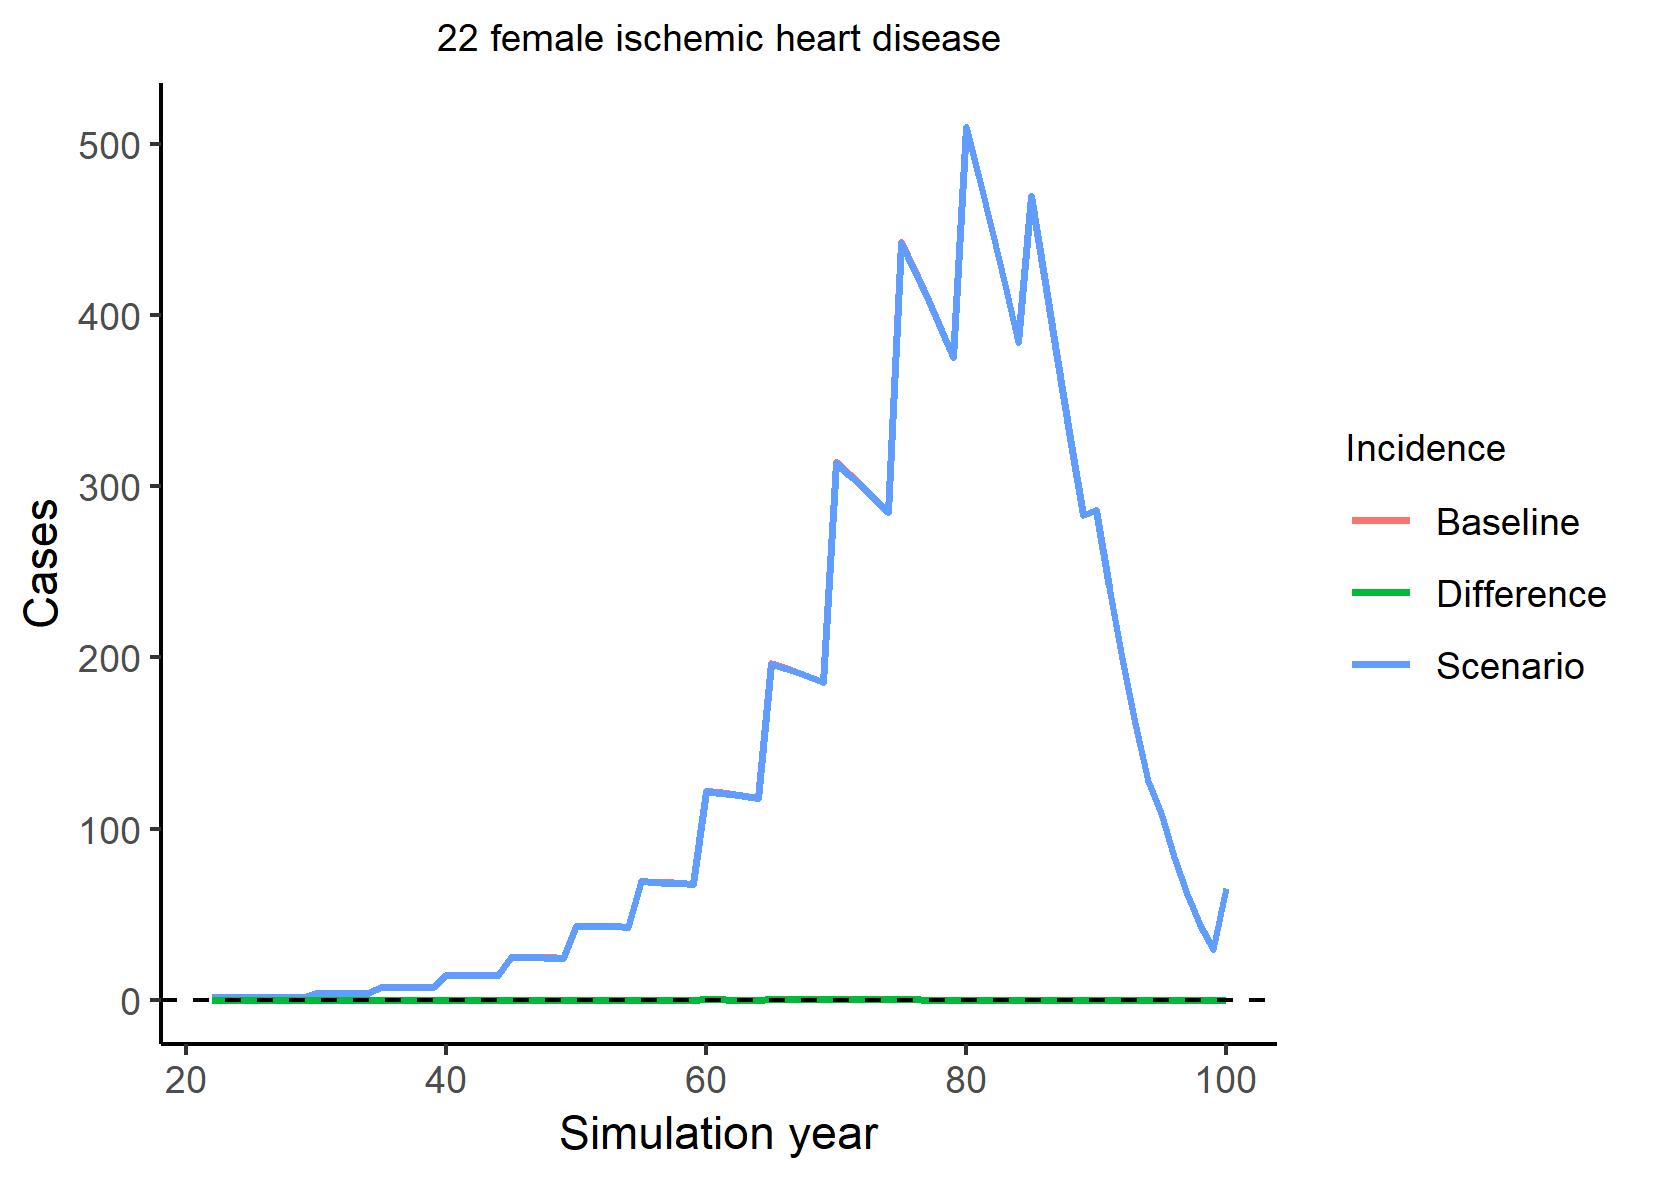 22 female ischemic heart disease
500
400
300
200
100
0
Cases
20 40 60 80 100
Simulation year
Incidence
Baseline
Difference
Scenario